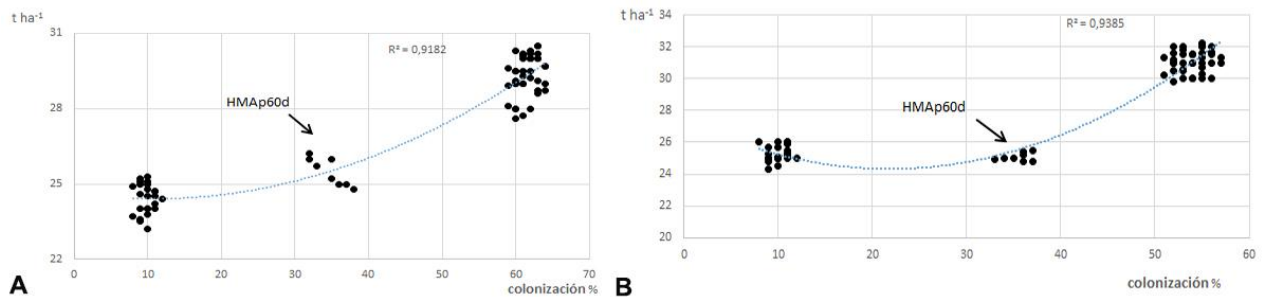 t ha⁻¹
31
R² = 0,9182
28
HMAp60d
25
22
0 10 20 30 40 50 60 70
colonización %
A
t ha⁻¹
34
R² = 0,9385
32
30
28
HMAp60d
26
24
22
20
0 10 20 30 40 50 60
colonización %
B